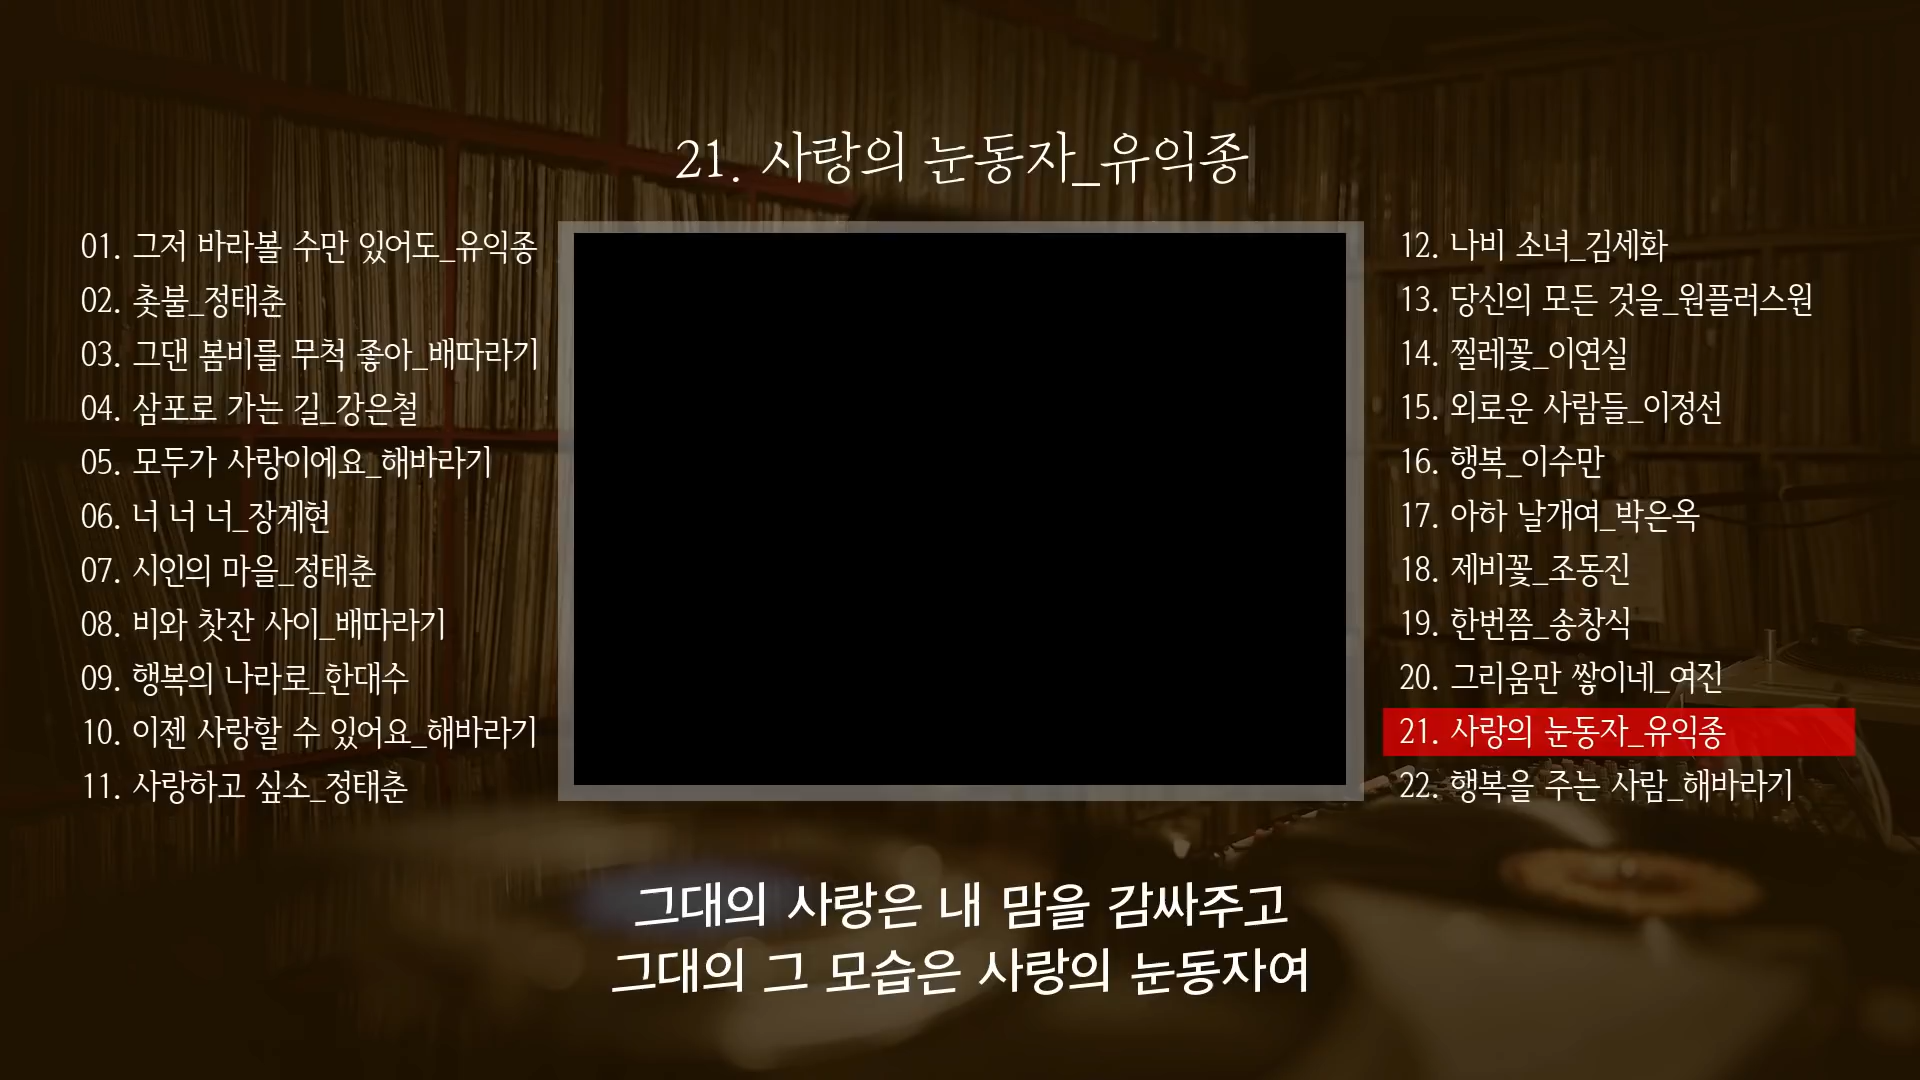 21. 사랑의 눈동자_유익종
01. 그저 바라볼 수만 있어도_유익종
02. 촛불_정태춘
03. 그댄 봄비를 무척 좋아_배따라기
04. 삼포로 가는 길_강은철
05. 모두가 사랑이에요_해바라기
06. 너 너 너_장계현
07. 시인의 마을_정태춘
08. 비와 찻잔 사이_배따라기
09. 행복의 나라로_한대수
10. 이젠 사랑할 수 있어요_해바라기
11. 사랑하고 싶소_정태춘
12. 나비 소녀_김세화
13. 당신의 모든 것을_원플러스원
14. 찔레꽃_이연실
15. 외로운 사람들_이정선
16. 행복_이수만
17. 아하 날개여_박은옥
18. 제비꽃_조동진
19. 한번쯤_송창식
20. 그리움만 쌓이네_여진
21. 사랑의 눈동자_유익종
22. 행복을 주는 사람_해바라기
그대의 사랑은 내 맘을 감싸주고
그대의 그 모습은 사랑의 눈동자여